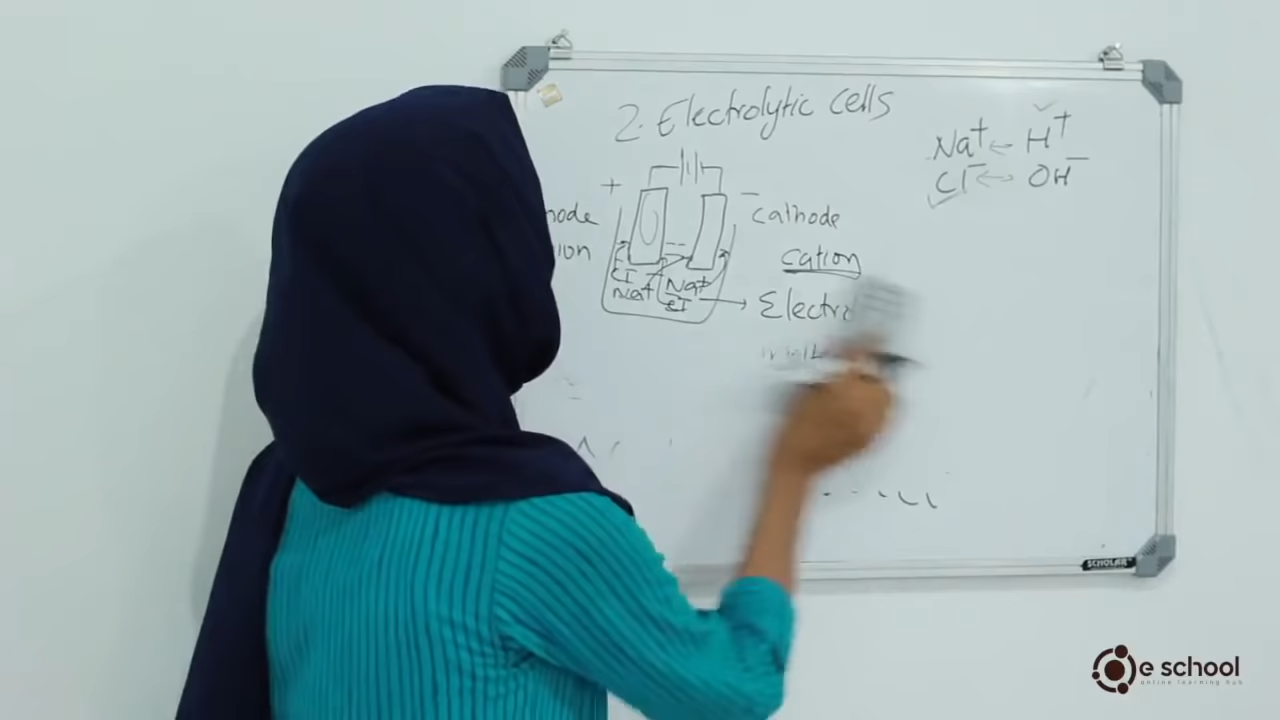 2. Electrolytic cells
Na+ ← H+
Cl- ↔ OH-
+
-
node
cathode
ion
cation
Cl
Na+
Na+
Cl
→ Electro
SCHOLAR
e school
online learning hub